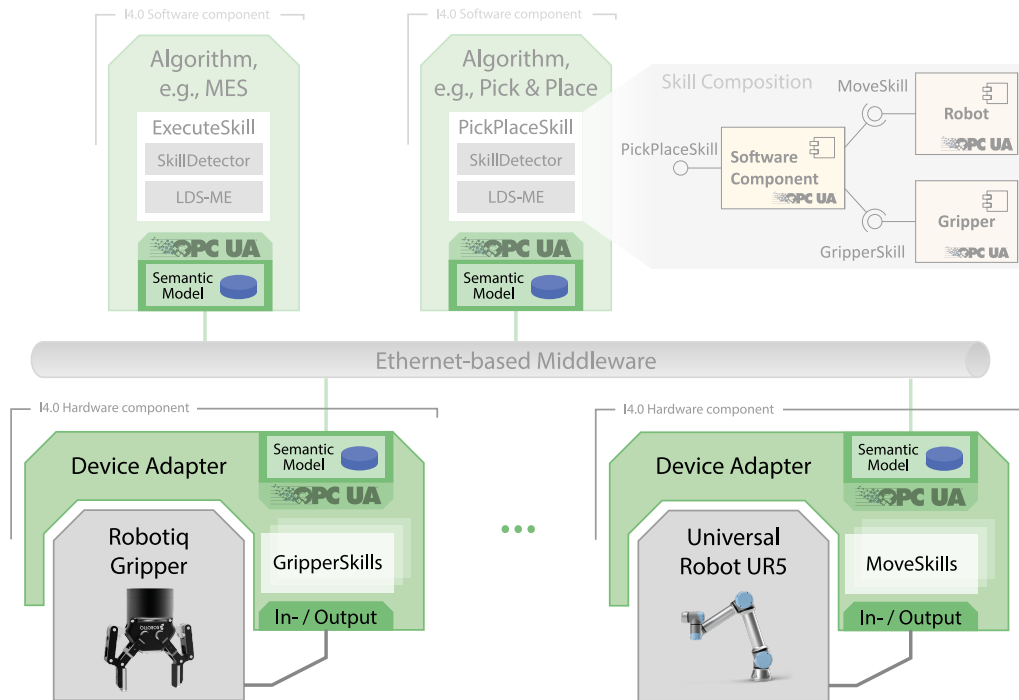 I4.0 Software component
Algorithm,
e.g., MES
ExecuteSkill
SkillDetector
LDS-ME
OPC UA
Semantic
Model
I4.0 Software component
Algorithm,
e.g., Pick & Place
PickPlaceSkill
SkillDetector
LDS-ME
OPC UA
Semantic
Model
Skill Composition
MoveSkill
Robot
OPC UA
PickPlaceSkill
Software
Component
OPC UA
Gripper
OPC UA
GripperSkill
Ethernet-based Middleware
I4.0 Hardware component
Device Adapter
Semantic
Model
OPC UA
Robotiq
Gripper
GripperSkills
In- / Output
ROBOTIQ
...
I4.0 Hardware component
Device Adapter
Semantic
Model
OPC UA
Universal
Robot UR5
MoveSkills
In- / Output